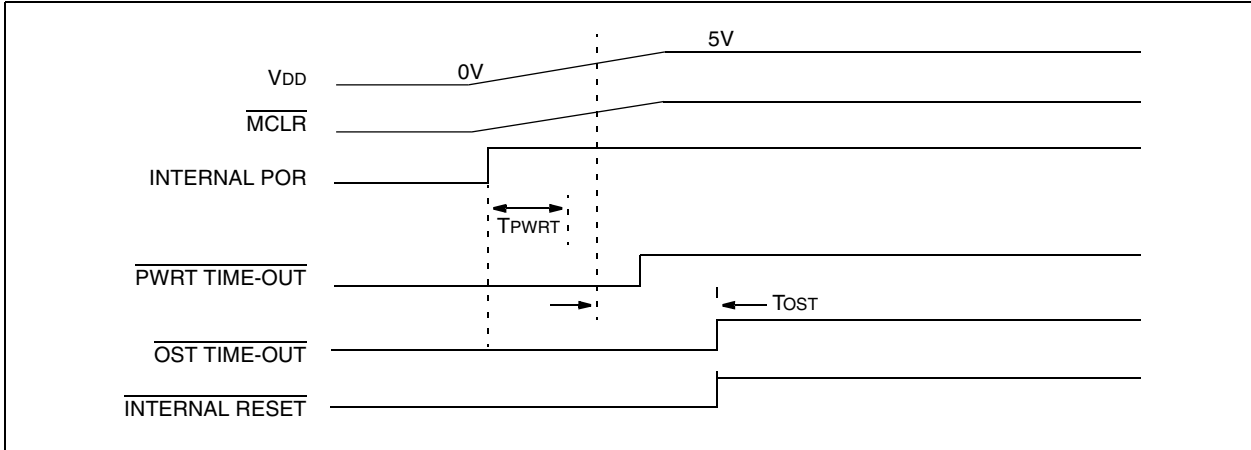 5V
VDD
0V
MCLR
INTERNAL POR
TPWRT
PWRT TIME-OUT
TOST
OST TIME-OUT
INTERNAL RESET